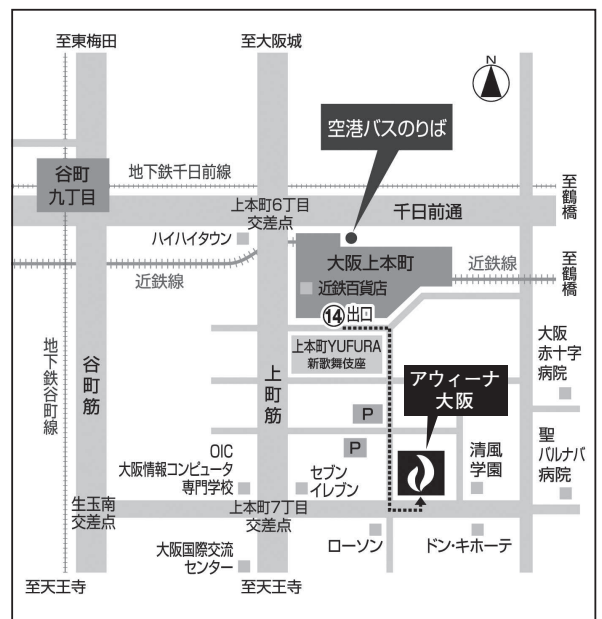 至東梅田
至大阪城
N
空港バスのりば
谷町
九丁目
地下鉄千日前線
至鶴橋
上本町6丁目
交差点
千日前通
ハイハイタウン
大阪上本町
近鉄百貨店
近鉄線
近鉄線
至鶴橋
⑭出口
上本町YUFURA
新歌舞伎座
大阪
赤十字
病院
地下鉄谷町線
谷町筋
上町筋
アウィーナ
大阪
P
P
OIC
大阪情報コンピュータ
専門学校
セブン
イレブン
清風
学園
聖
バルナバ
病院
生玉南
交差点
上本町7丁目
交差点
大阪国際交流
センター
ローソン
ドン・キホーテ
至天王寺
至天王寺